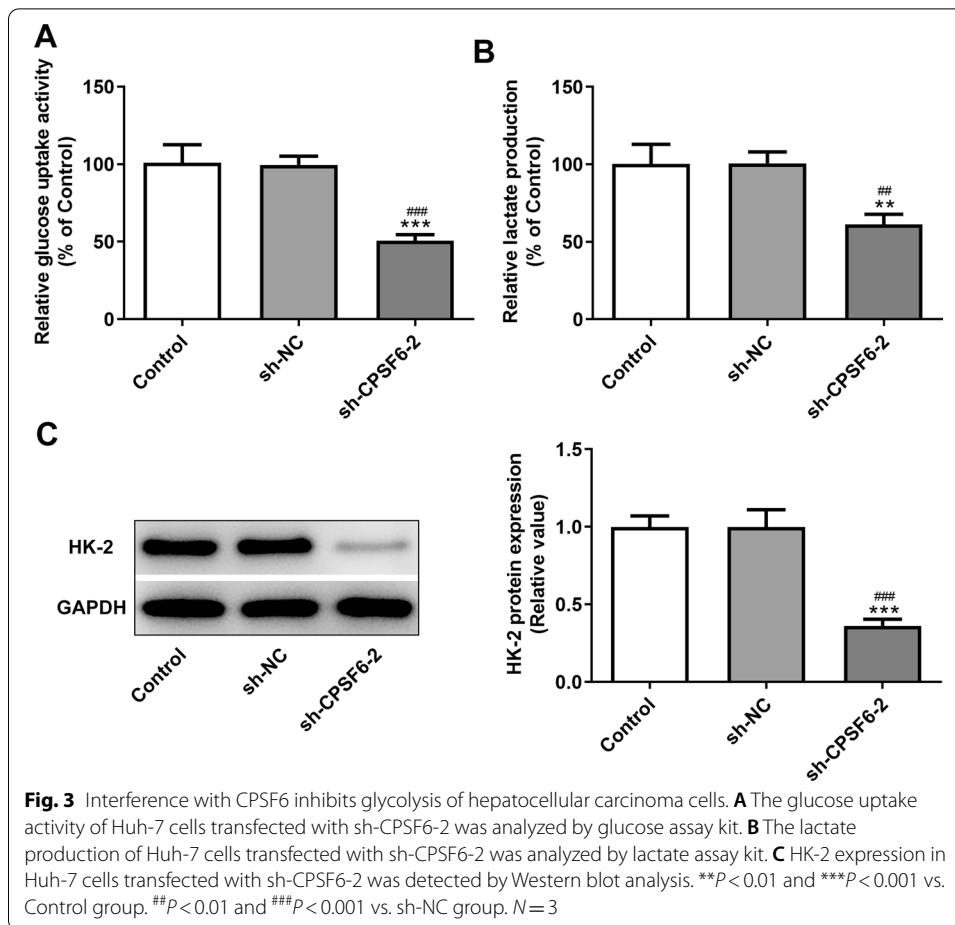 A
Relative glucose uptake activity
(% of Control)
150
100
50
0
###
***
Control
sh-NC
sh-CPSF6-2
B
Relative lactate production
(% of Control)
150
100
50
0
##
**
Control
sh-NC
sh-CPSF6-2
C
HK-2
GAPDH
Control
sh-NC
sh-CPSF6-2
HK-2 protein expression
(Relative value)
1.5
1.0
0.5
0.0
###
***
Control
sh-NC
sh-CPSF6-2
Fig. 3 Interference with CPSF6 inhibits glycolysis of hepatocellular carcinoma cells. A The glucose uptake
activity of Huh-7 cells transfected with sh-CPSF6-2 was analyzed by glucose assay kit. B The lactate
production of Huh-7 cells transfected with sh-CPSF6-2 was analyzed by lactate assay kit. C HK-2 expression in
Huh-7 cells transfected with sh-CPSF6-2 was detected by Western blot analysis. **P < 0.01 and ***P < 0.001 vs.
Control group. ##P < 0.01 and ###P < 0.001 vs. sh-NC group. N = 3